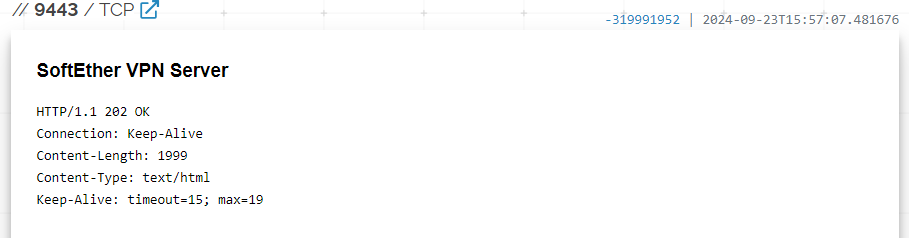 // 9443 / TCP
-319991952 | 2024-09-23T15:57:07.481676
SoftEther VPN Server
HTTP/1.1 202 OK
Connection: Keep-Alive
Content-Length: 1999
Content-Type: text/html
Keep-Alive: timeout=15; max=19